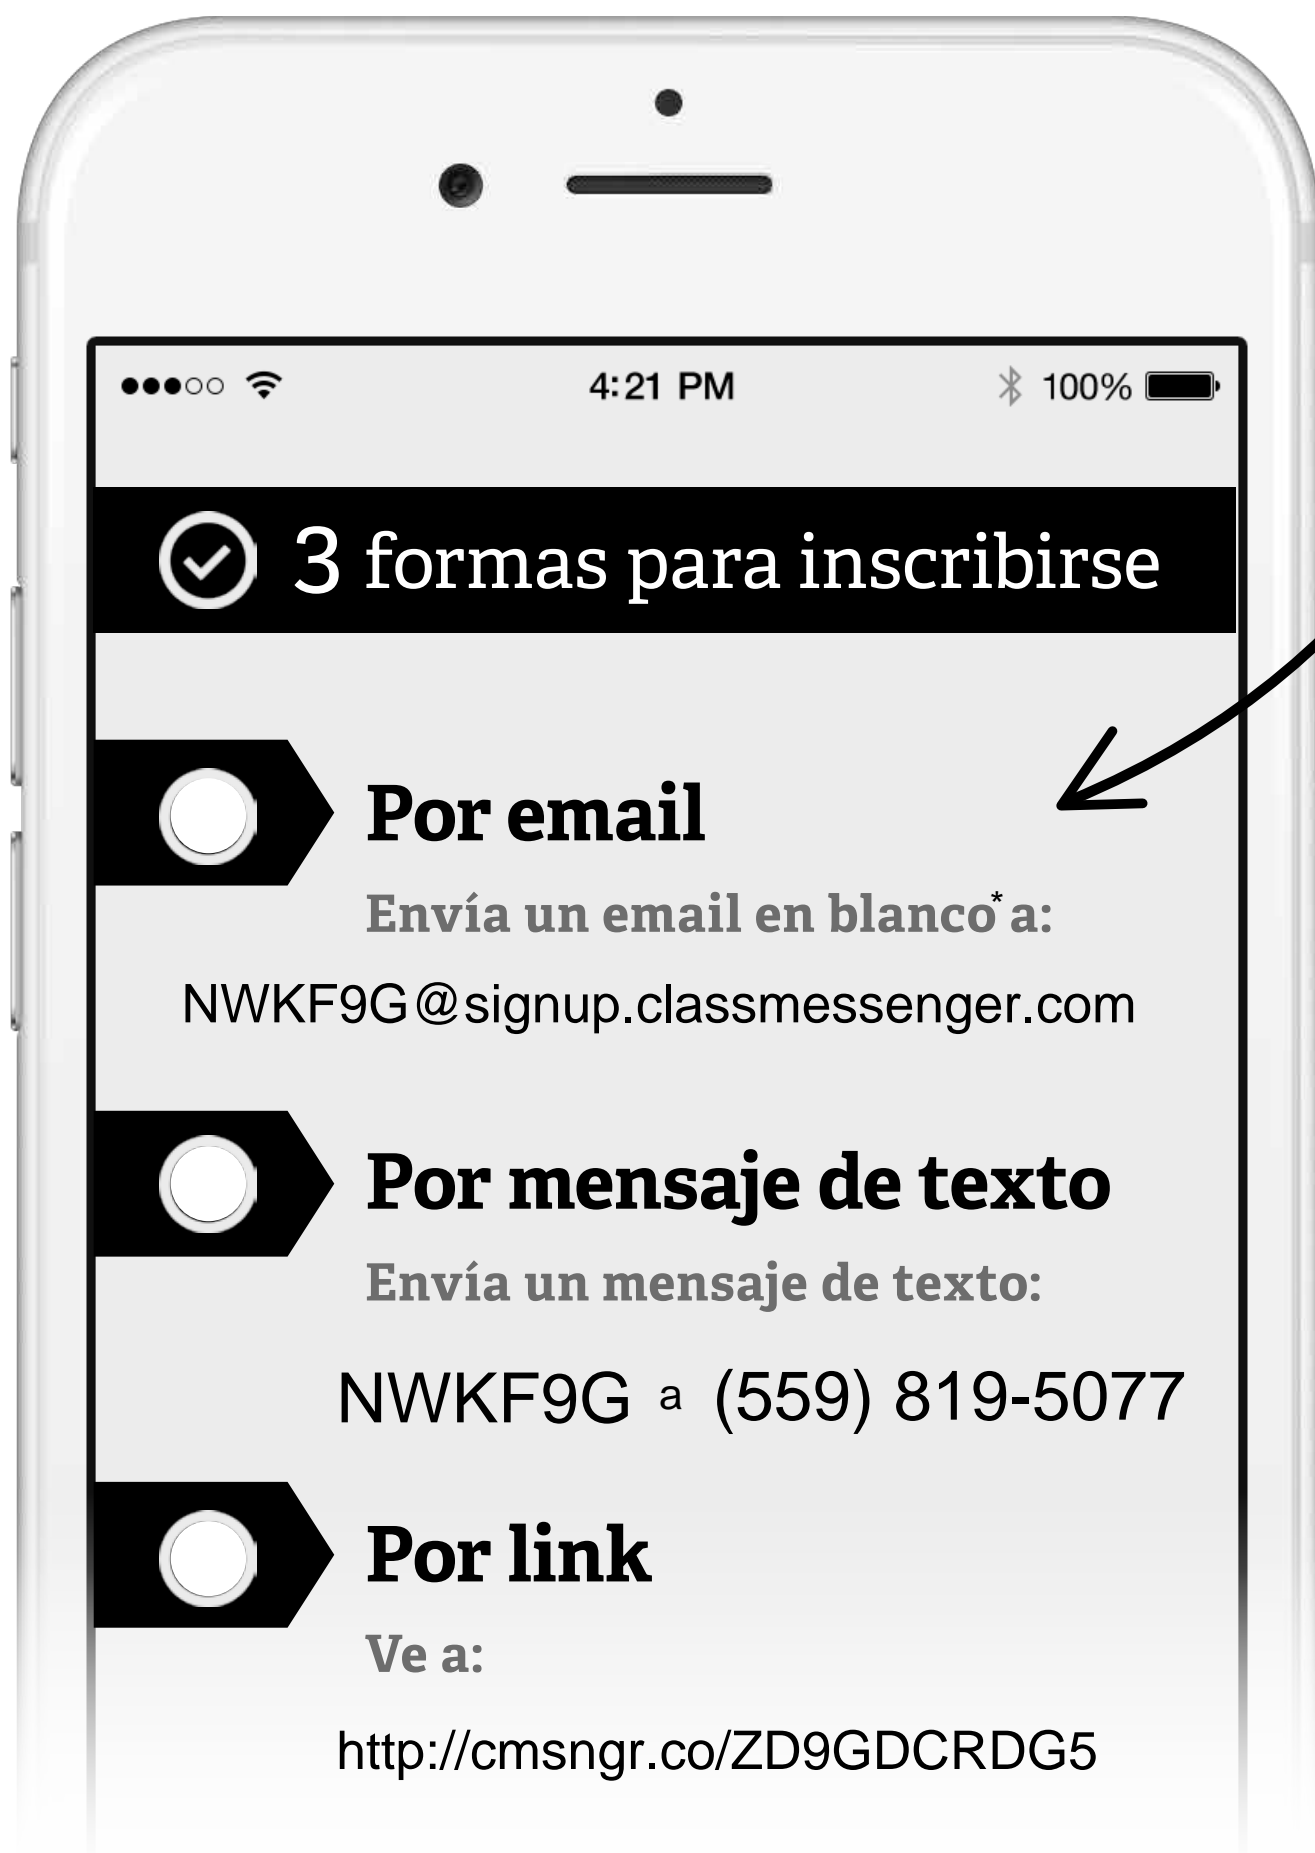 4:21 PM 100%
3 formas para inscribirse
Por email
Envía un email en blanco* a:
NWKF9G@signup.classmessenger.com
Por mensaje de texto
Envía un mensaje de texto:
NWKF9G a (559) 819-5077
Por link
Ve a:
http://cmsngr.co/ZD9GDCRDG5